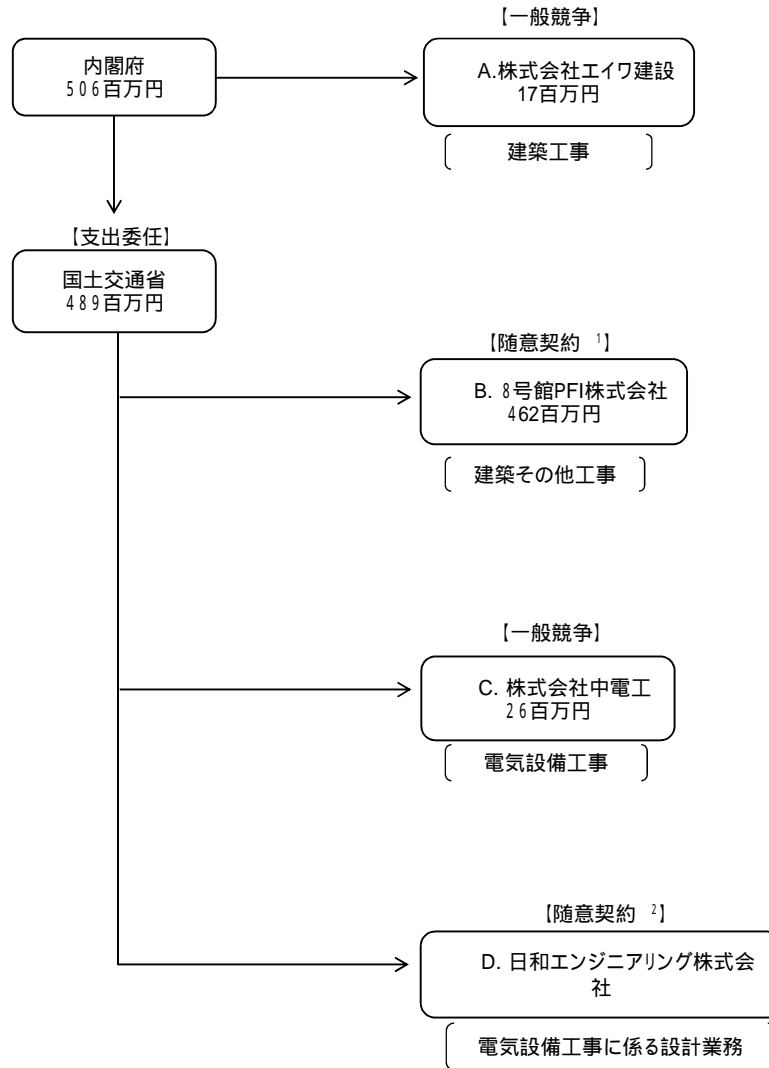 【一般競争】
内閣府
506百万円
A.株式会社エイワ建設
17百万円
建築工事
【支出委任】
国土交通省
489百万円
【随意契約 1】
B. 8号館PFI株式会社
462百万円
建築その他工事
【一般競争】
C. 株式会社中電工
26百万円
電気設備工事
【随意契約 2】
D. 日和エンジニアリング株式会
社
電気設備工事に係る設計業務